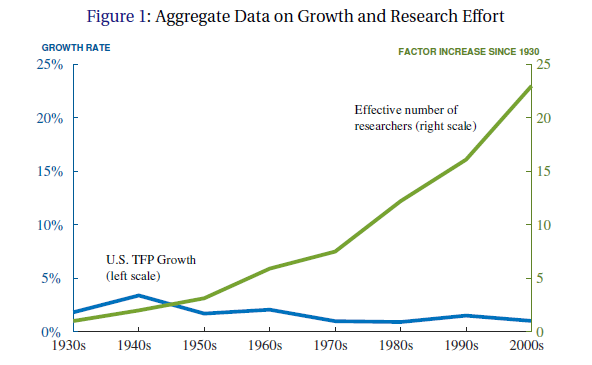 Figure 1: Aggregate Data on Growth and Research Effort
GROWTH RATE
FACTOR INCREASE SINCE 1930
25%
25
Effective number of
researchers (right scale)
20%
20
15%
15
10%
10
U.S. TFP Growth
(left scale)
5%
5
0%
0
1930s 1940s 1950s 1960s 1970s 1980s 1990s 2000s